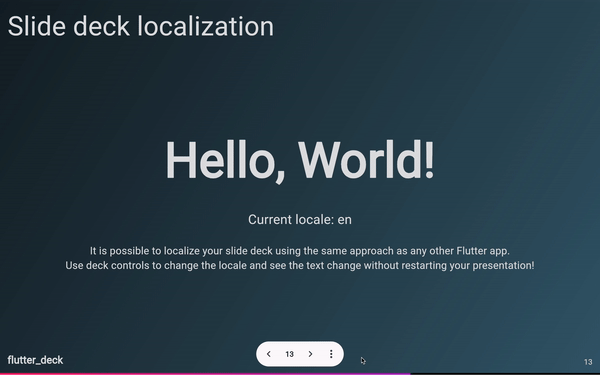 Slide deck localization
Hello, World!
Current locale: en
It is possible to localize your slide deck using the same approach as any other Flutter app.
Use deck controls to change the locale and see the text change without restarting your presentation!
flutter_deck
13
13